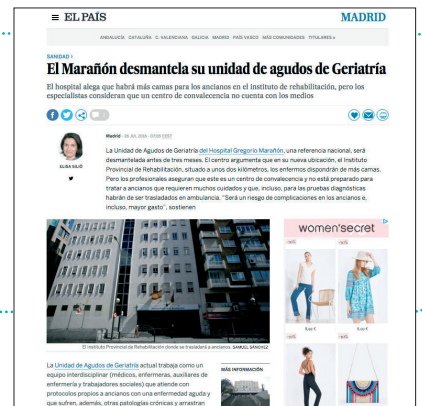 ≡ EL PAÍS
MADRID
ANDALUCÍA CATALUÑA C. VALENCIANA GALICIA MADRID PAÍS VASCO MÁS COMUNIDADES TITULARES »
SANIDAD ›
El Marañón desmantela su unidad de agudos de Geriatría
El hospital alega que habrá más camas para los ancianos en el instituto de rehabilitación, pero los
especialistas consideran que un centro de convalecencia no cuenta con los medios
ELISA SILIÓ
La Unidad de Agudos de Geriatría del Hospital Gregorio Marañón, una referencia nacional, será
desmantelada antes de tres meses. El centro argumenta que en su nueva ubicación, el Instituto
Provincial de Rehabilitación, situado a unos dos kilómetros, los enfermos dispondrán de más camas.
Pero los profesionales aseguran que este es un centro de convalecencia y no está preparado para
tratar a ancianos que requieren muchos cuidados y que, incluso, para las pruebas diagnósticas
habrán de ser trasladados en ambulancia. "Será un riesgo de complicaciones en los ancianos e,
incluso, mayor gasto", sostienen
women'secret
El Instituto Provincial de Rehabilitación donde se trasladará a ancianos. SAMUEL SÁNCHEZ
La Unidad de Agudos de Geriatría actual trabaja como un
equipo interdisciplinar (médicos, enfermeras, auxiliares de
enfermería y trabajadores sociales) que atiende con
protocolos propios a ancianos con una enfermedad aguda y
que sufren, además, otras patologías crónicas y arrastran
MÁS INFORMACIÓN